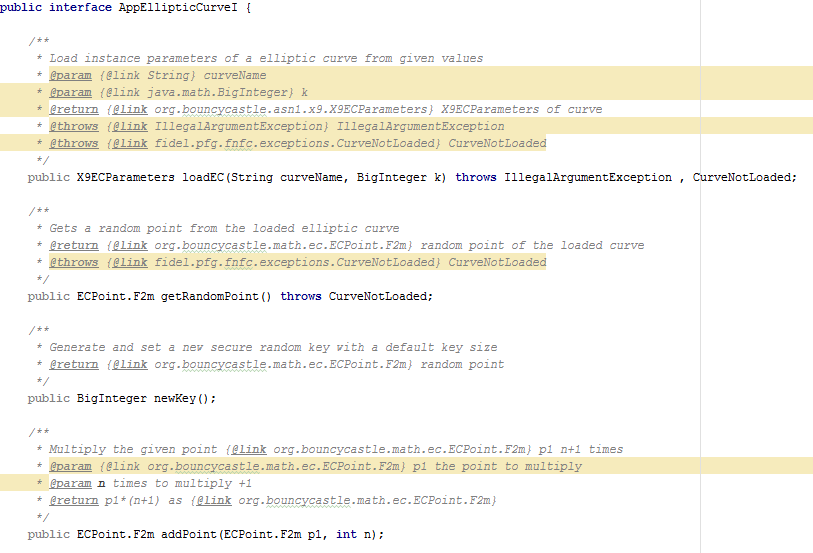 public interface AppEllipticCurveI {
/**
* Load instance parameters of a elliptic curve from given values
* @param {@link String} curveName
* @param {@link java.math.BigInteger} k
* @return {@link org.bouncycastle.asn1.x9.X9ECParameters} X9ECParameters of curve
* @throws {@link IllegalArgumentException} IllegalArgumentException
* @throws {@link fidel.pfg.fnfc.exceptions.CurveNotLoaded} CurveNotLoaded
*/
public X9ECParameters loadEC(String curveName, BigInteger k) throws IllegalArgumentException , CurveNotLoaded;
/**
* Gets a random point from the loaded elliptic curve
* @return {@link org.bouncycastle.math.ec.ECPoint.F2m} random point of the loaded curve
* @throws {@link fidel.pfg.fnfc.exceptions.CurveNotLoaded} CurveNotLoaded
*/
public ECPoint.F2m getRandomPoint() throws CurveNotLoaded;
/**
* Generate and set a new secure random key with a default key size
* @return {@link org.bouncycastle.math.ec.ECPoint.F2m} random point
*/
public BigInteger newKey();
/**
* Multiply the given point {@link org.bouncycastle.math.ec.ECPoint.F2m} p1 n+1 times
* @param {@link org.bouncycastle.math.ec.ECPoint.F2m} p1 the point to multiply
* @param n times to multiply +1
* @return p1*(n+1) as {@link org.bouncycastle.math.ec.ECPoint.F2m}
*/
public ECPoint.F2m addPoint(ECPoint.F2m p1, int n);